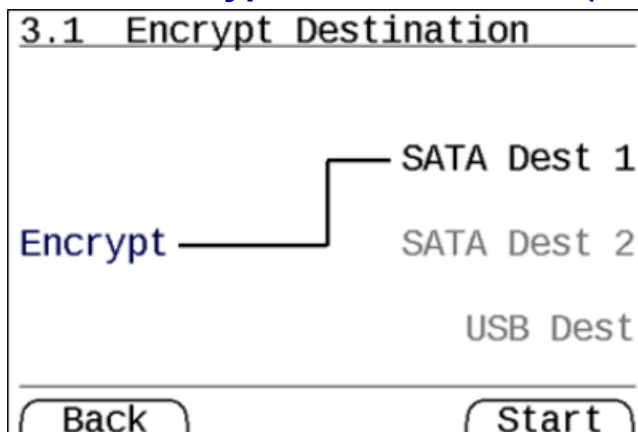 3.1 Encrypt Destination
SATA Dest 1
Encrypt
SATA Dest 2
USB Dest
Back
Start